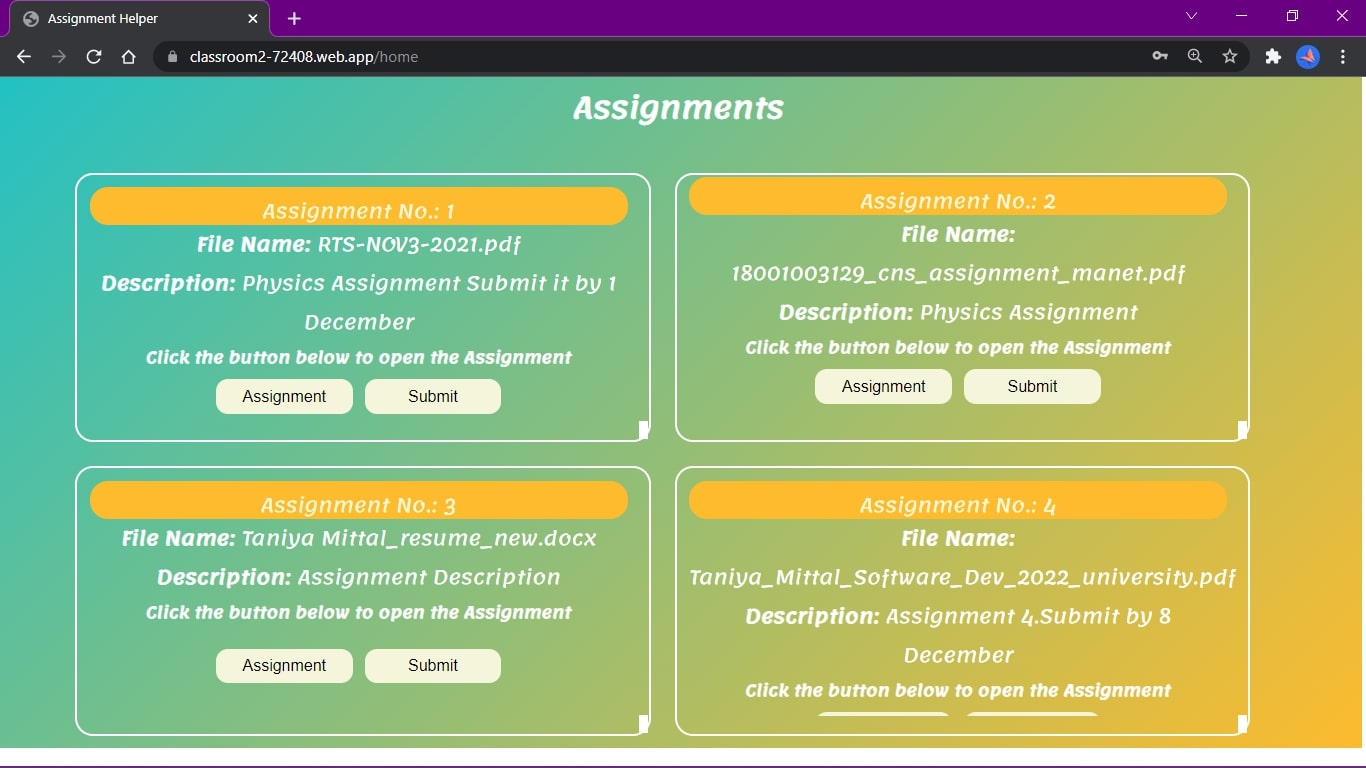 Assignment Helper
classroom2-72408.web.app/home
Assignments
Assignment No.: 1
File Name: RTS-NOV3-2021.pdf
Description: Physics Assignment Submit it by 1
December
Click the button below to open the Assignment
Assignment Submit
Assignment No.: 2
File Name:
18001003129_cns_assignment_manet.pdf
Description: Physics Assignment
Click the button below to open the Assignment
Assignment Submit
Assignment No.: 3
File Name: Taniya Mittal_resume_new.docx
Description: Assignment Description
Click the button below to open the Assignment
Assignment Submit
Assignment No.: 4
File Name:
Taniya_Mittal_Software_Dev_2022_university.pdf
Description: Assignment 4.Submit by 8
December
Click the button below to open the Assignment